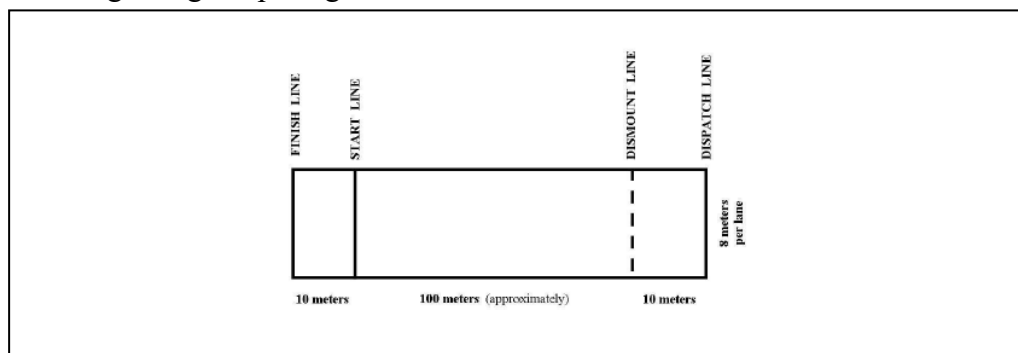 FINISH LINE
START LINE
DISMOUNT LINE
DISPATCH LINE
8 meters
per lane
10 meters
100 meters (approximately)
10 meters